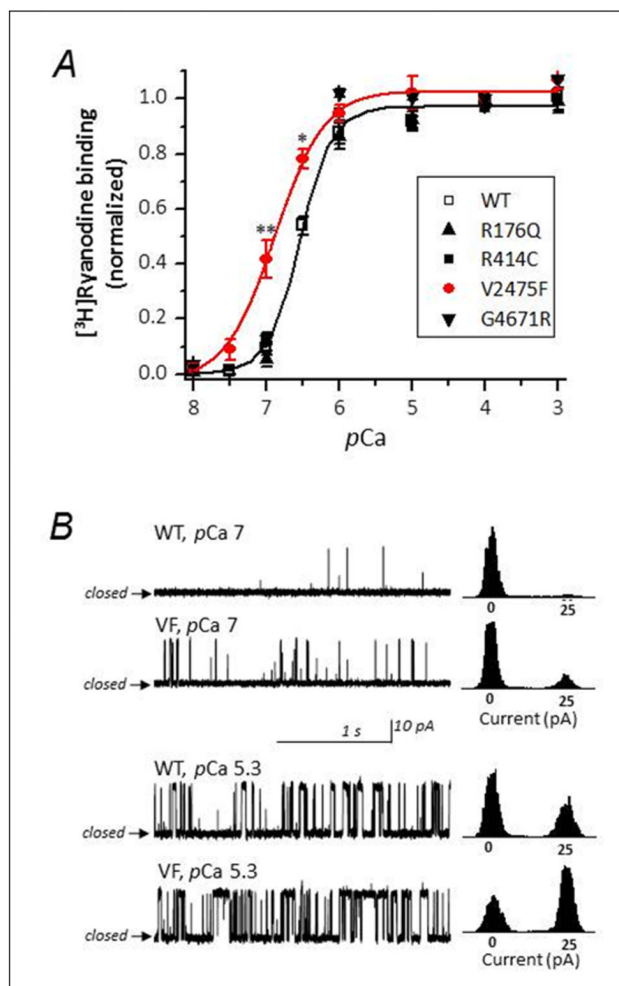 A
[³H]Ryanodine binding
(normalized)
1.0
0.8
0.6
0.4
0.2
0.0
**
*
WT
R176Q
R414C
V2475F
G4671R
8 7 6 5 4 3
pCa
B
WT, pCa 7
closed
0 25
VF, pCa 7
closed
0 25
Current (pA)
1 s 10 pA
WT, pCa 5.3
closed
0 25
VF, pCa 5.3
closed
0 25
Current (pA)